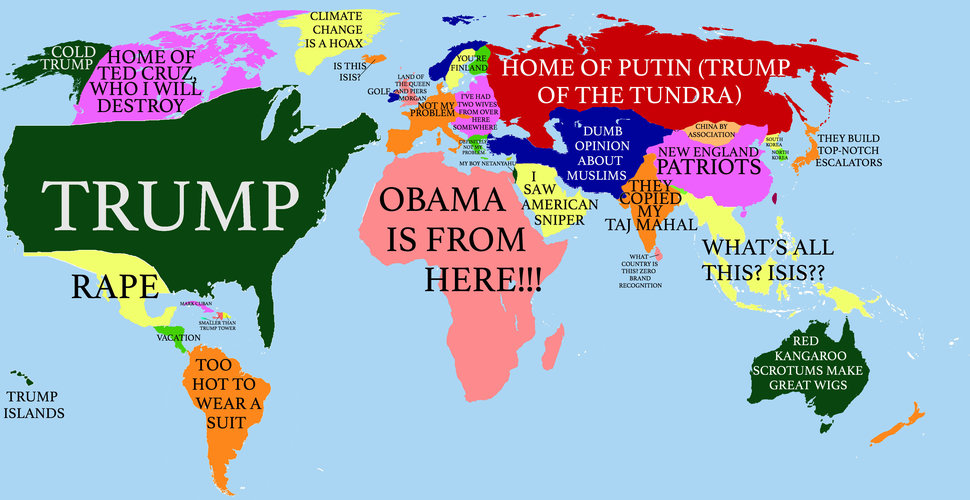 CLIMATE
CHANGE
IS A HOAX
COLD
TRUMP
HOME OF
TED CRUZ,
WHO I WILL
DESTROY
IS THIS
ISIS?
YOU'RE
FINLAND
GOLF
LAND OF
THE QUEEN
AND PIERS
MORGAN
NOT MY
PROBLEM
I'VE HAD
TWO WIVES
FROM OVER
HERE
SOMEWHERE
DEFINITELY
NOT MY
PROBLEM
MY BOY NETANYAHU
HOME OF PUTIN (TRUMP
OF THE TUNDRA)
DUMB
OPINION
ABOUT
MUSLIMS
CHINA BY
ASSOCIATION
NEW ENGLAND
PATRIOTS
SOUTH
KOREA
NORTH
KOREA
THEY BUILD
TOP-NOTCH
ESCALATORS
TRUMP
OBAMA
IS FROM
HERE!!!
I
SAW
AMERICAN
SNIPER
THEY
COPIED
MY
TAJ MAHAL
WHAT
COUNTRY IS
THIS? ZERO
BRAND
RECOGNITION
WHAT'S ALL
THIS? ISIS??
RAPE
MARK CUBAN
SMALLER THAN
TRUMP TOWER
VACATION
TOO
HOT TO
WEAR A
SUIT
TRUMP
ISLANDS
RED
KANGAROO
SCROTUMS MAKE
GREAT WIGS